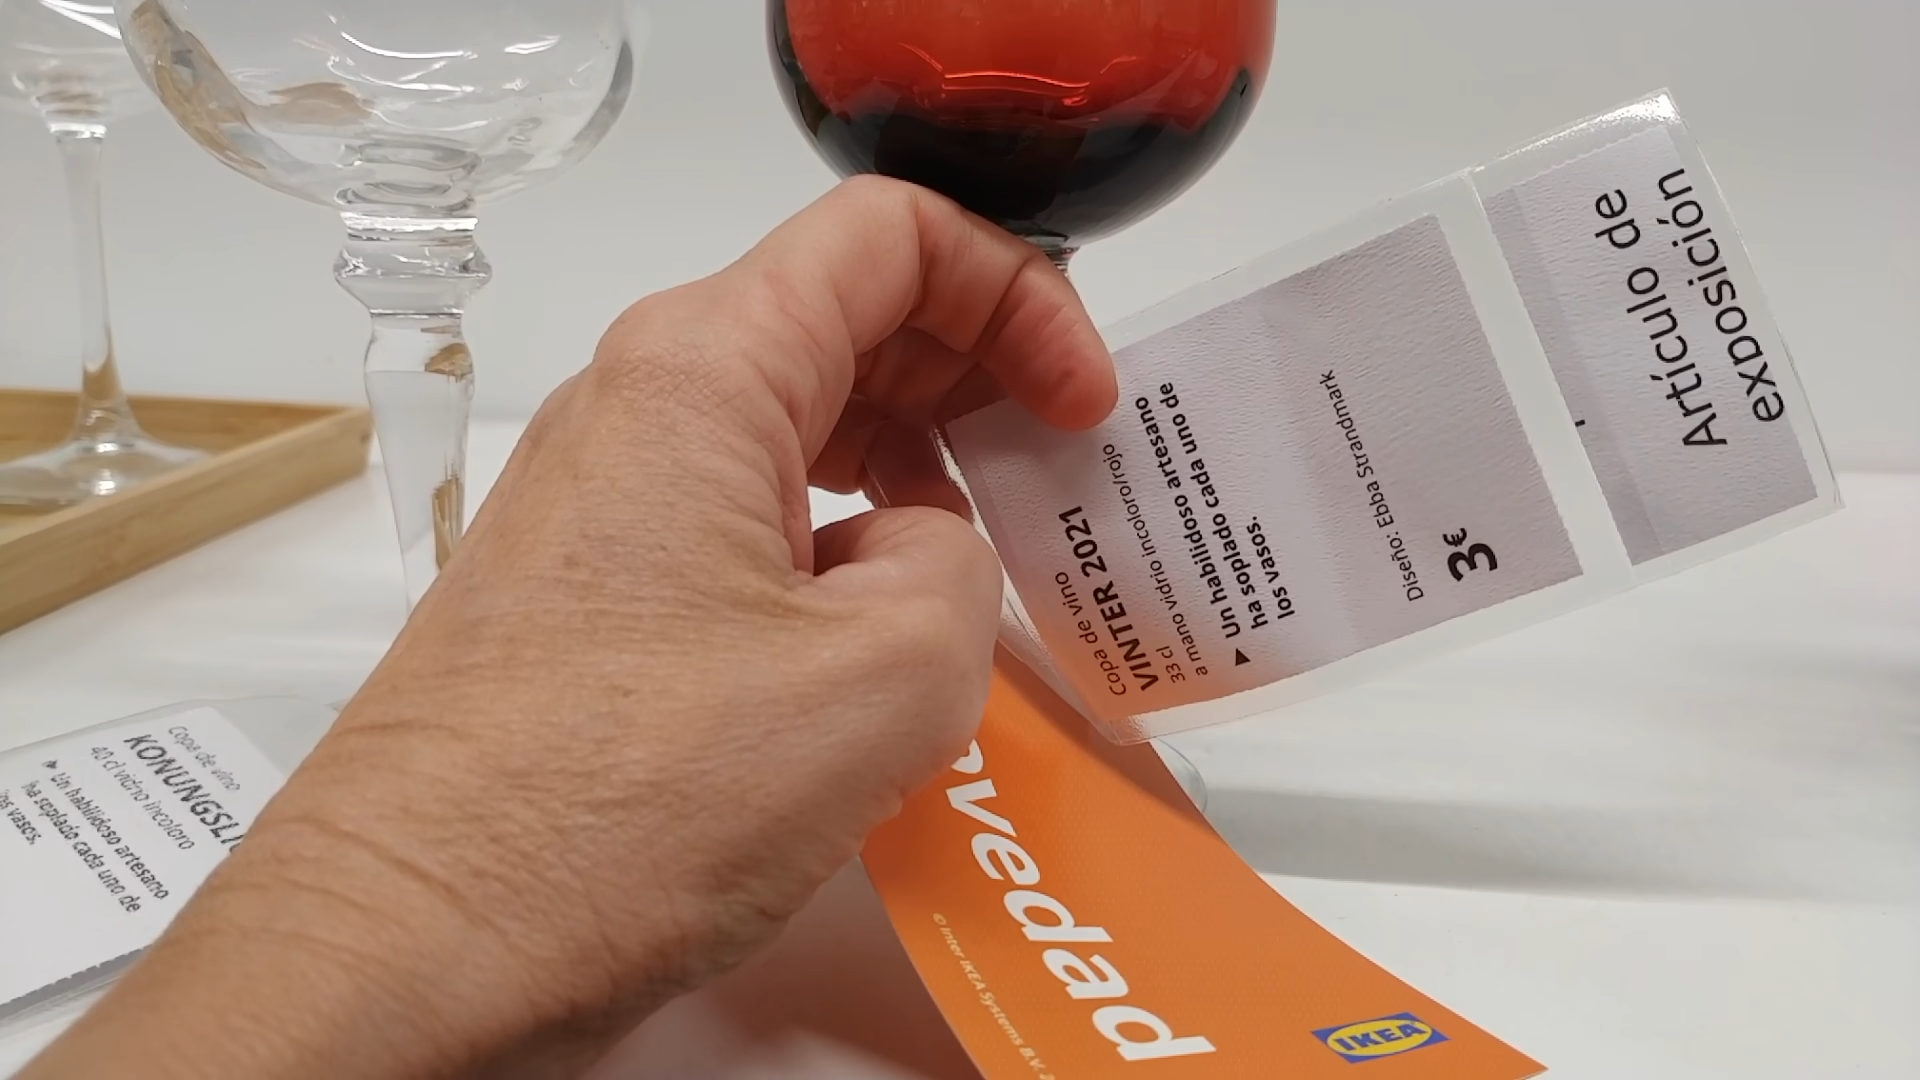 Copa de vino
VINTER 2021
33 cl
a mano vidrio incoloro/rojo
▶ Un habilidoso artesano
ha soplado cada uno de
los vasos.
Diseño: Ebba Strandmark
3€
Artículo de
exposición
Copa de vino
40 cl vidrio incoloro
▶ Un habilidoso artesano
ha soplado cada uno de
los vasos.
ovedad
© Inter IKEA Systems B.V. 2
IKEA